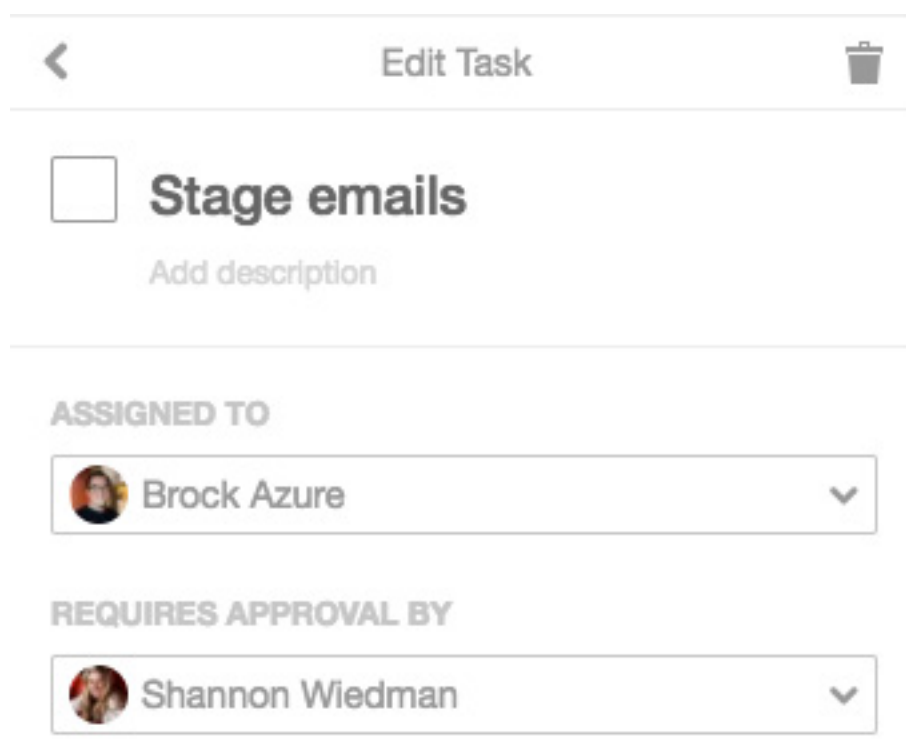 Edit Task
Stage emails
Add description
ASSIGNED TO
Brock Azure
REQUIRES APPROVAL BY
Shannon Wiedman